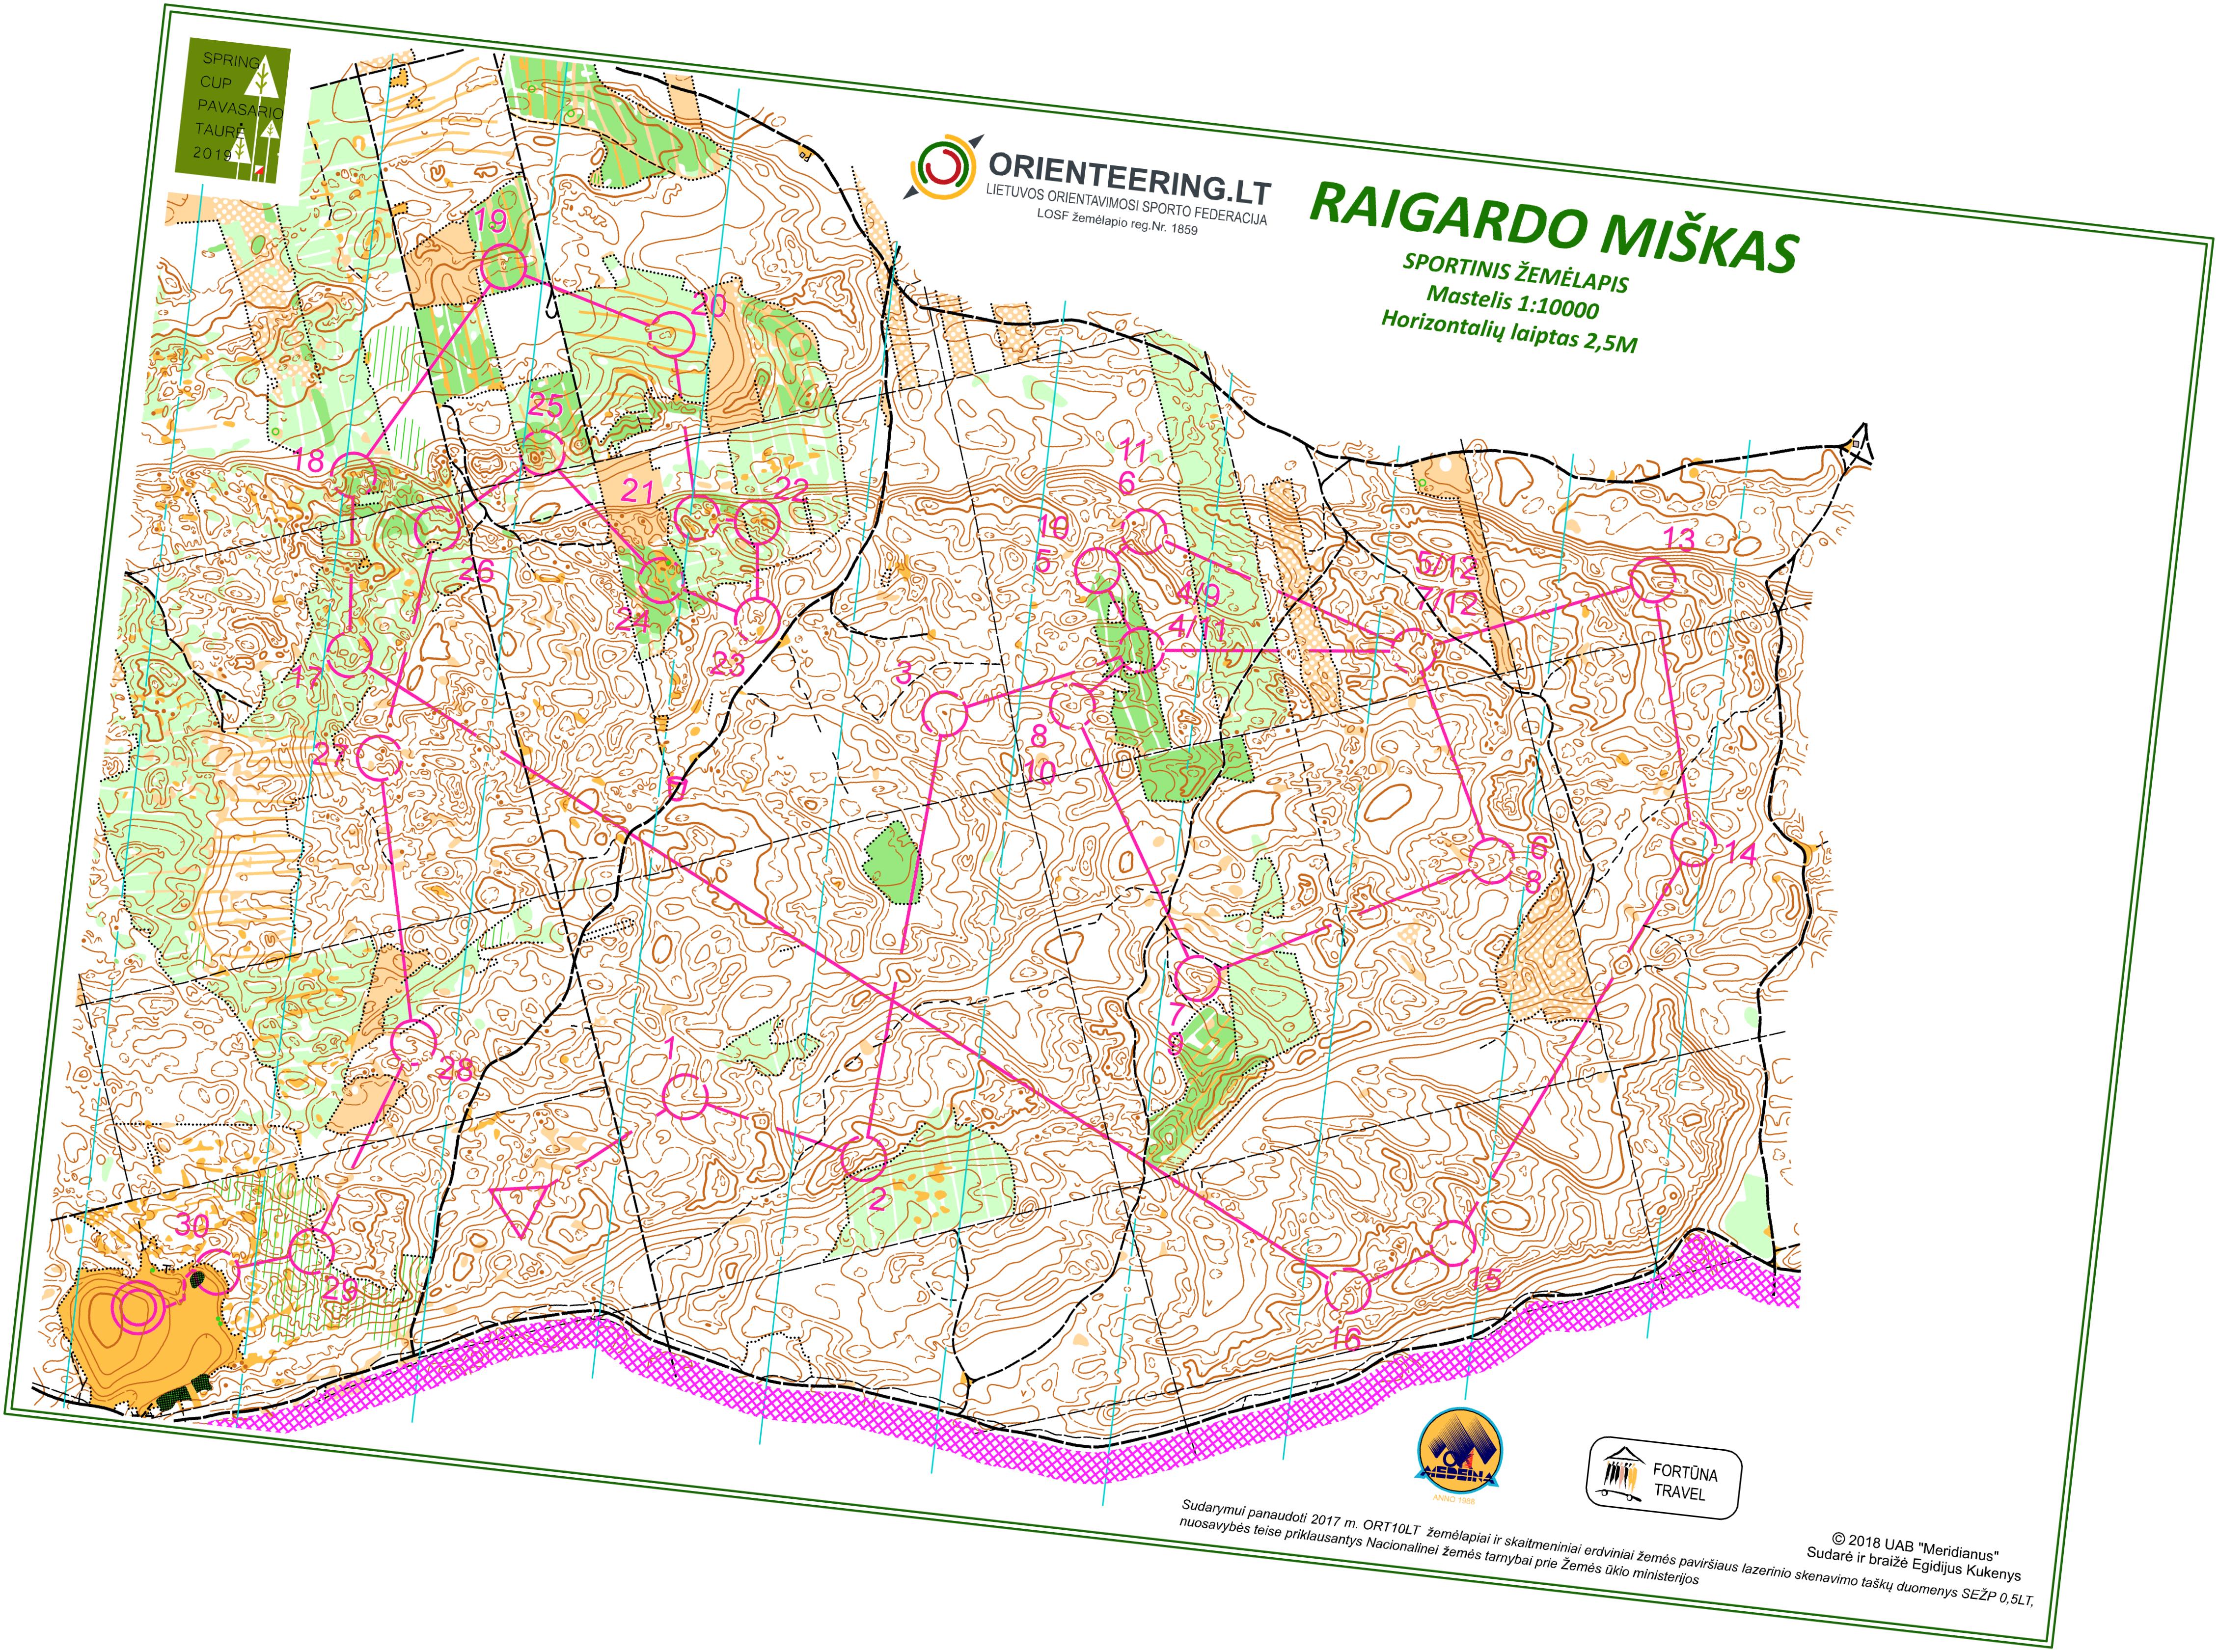 SPRING
CUP
PAVASARIO
TAURĖ
2019
ORIENTEERING.LT
LIETUVOS ORIENTAVIMOSI SPORTO FEDERACIJA
LOSF žemėlapio reg.Nr. 1859
RAIGARDO MIŠKAS
SPORTINIS ŽEMĖLAPIS
Mastelis 1:10000
Horizontalių laiptas 2,5M
19
20
25
18
21
22
11
6
10
5
13
26
5/12
7/12
4/9
4/11
24
23
17
3
8
10
27
6
8
14
7
9
1
28
2
30
29
15
16
OK
MEDEINA
ANNO 1988
FORTŪNA
TRAVEL
Sudarymui panaudoti 2017 m. ORT10LT žemėlapiai ir skaitmeniniai erdviniai žemės paviršiaus lazerinio skenavimo taškų duomenys SEŽP 0,5LT,
nuosavybės teise priklausantys Nacionalinei žemės tarnybai prie Žemės ūkio ministerijos
© 2018 UAB "Meridianus"
Sudarė ir braižė Egidijus Kukenys